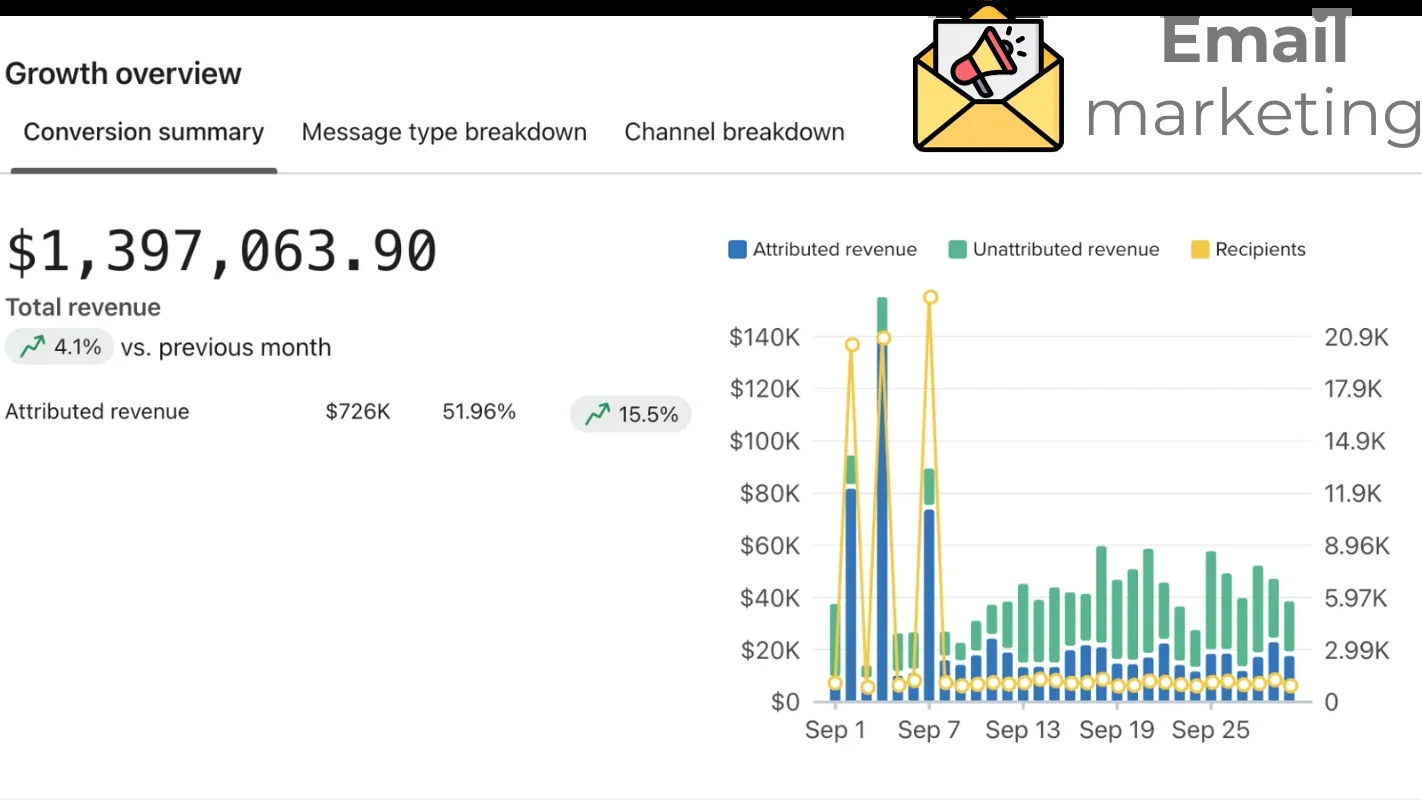 Email
marketing
Growth overview
Conversion summary Message type breakdown Channel breakdown
$1,397,063.90
Total revenue
4.1% vs. previous month
Attributed revenue $726K 51.96% 15.5%
Attributed revenue Unattributed revenue Recipients
$140K 20.9K
$120K 17.9K
$100K 14.9K
$80K 11.9K
$60K 8.96K
$40K 5.97K
$20K 2.99K
$0 0
Sep 1 Sep 7 Sep 13 Sep 19 Sep 25